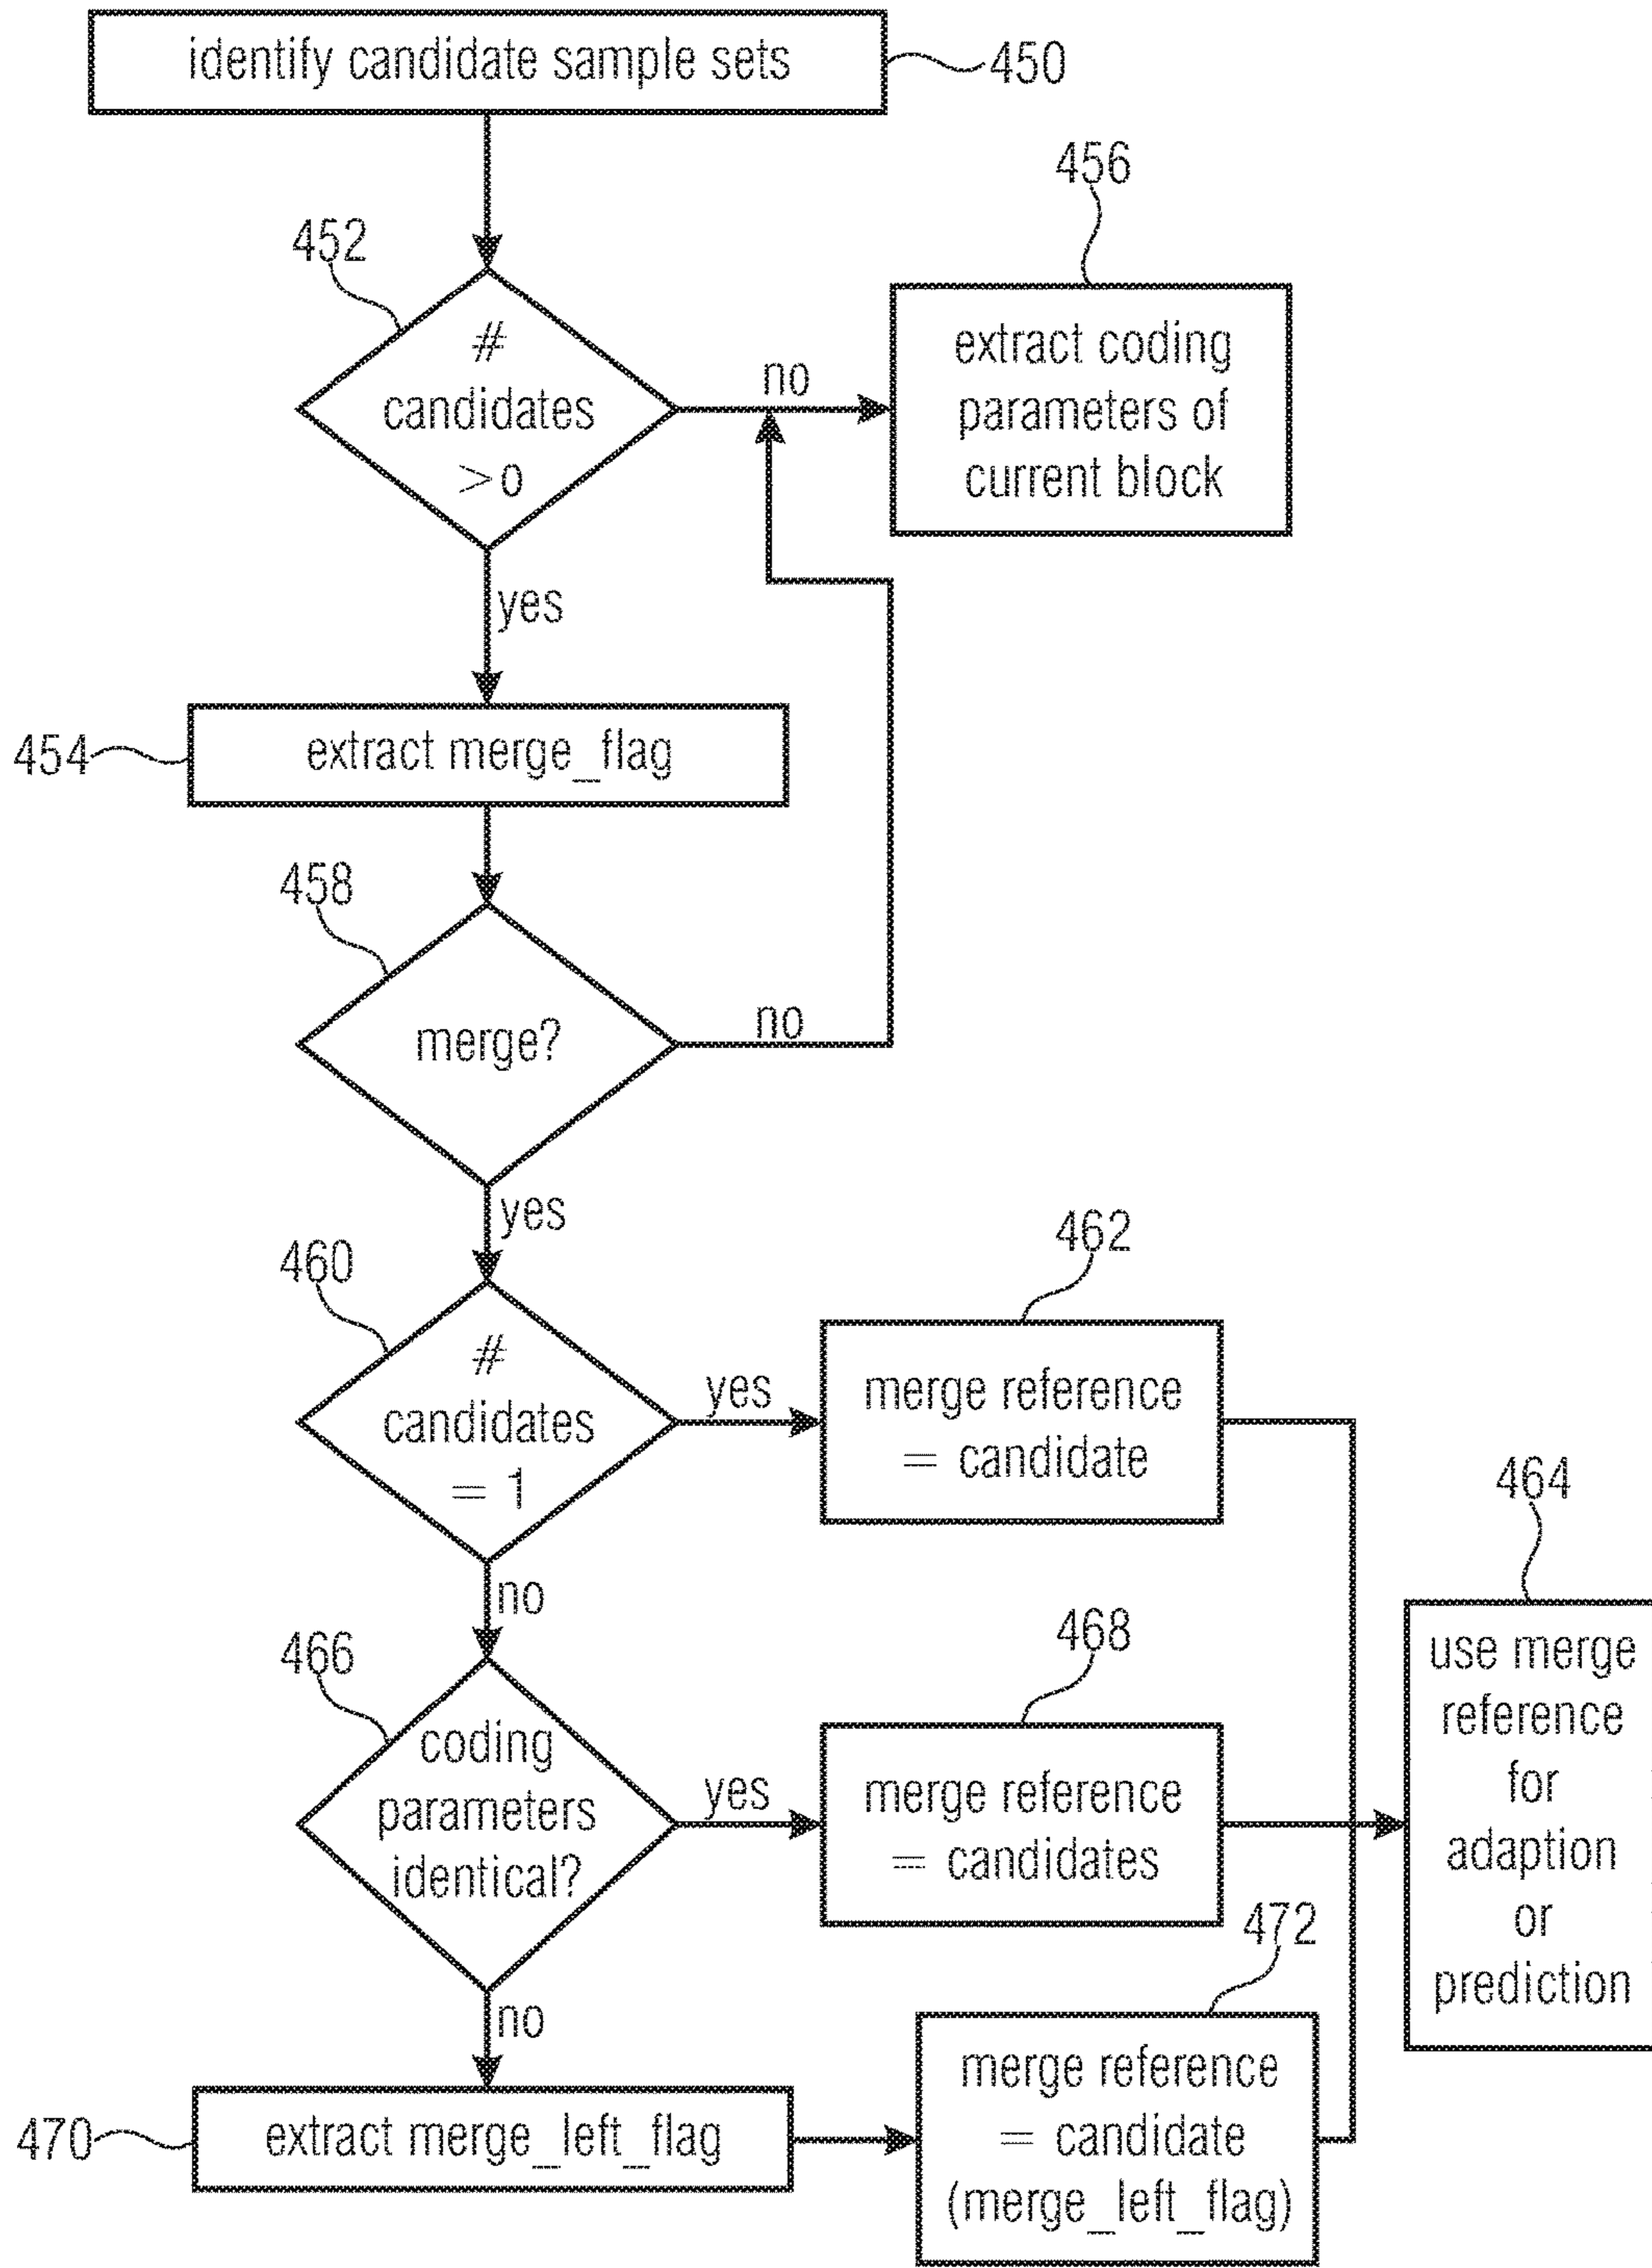 identify candidate sample sets
450
456
452
#
candidates
>o
no
extract coding
parameters of
current block
yes
454
extract merge_flag
458
merge?
no
yes
460
#
candidates
= 1
yes
462
merge reference
= candidate
464
use merge
reference
for
adaption
or
prediction
no
466
coding
parameters
identical?
yes
468
merge reference
= candidates
472
no
470
extract merge_left_flag
merge reference
= candidate
(merge_left_flag)